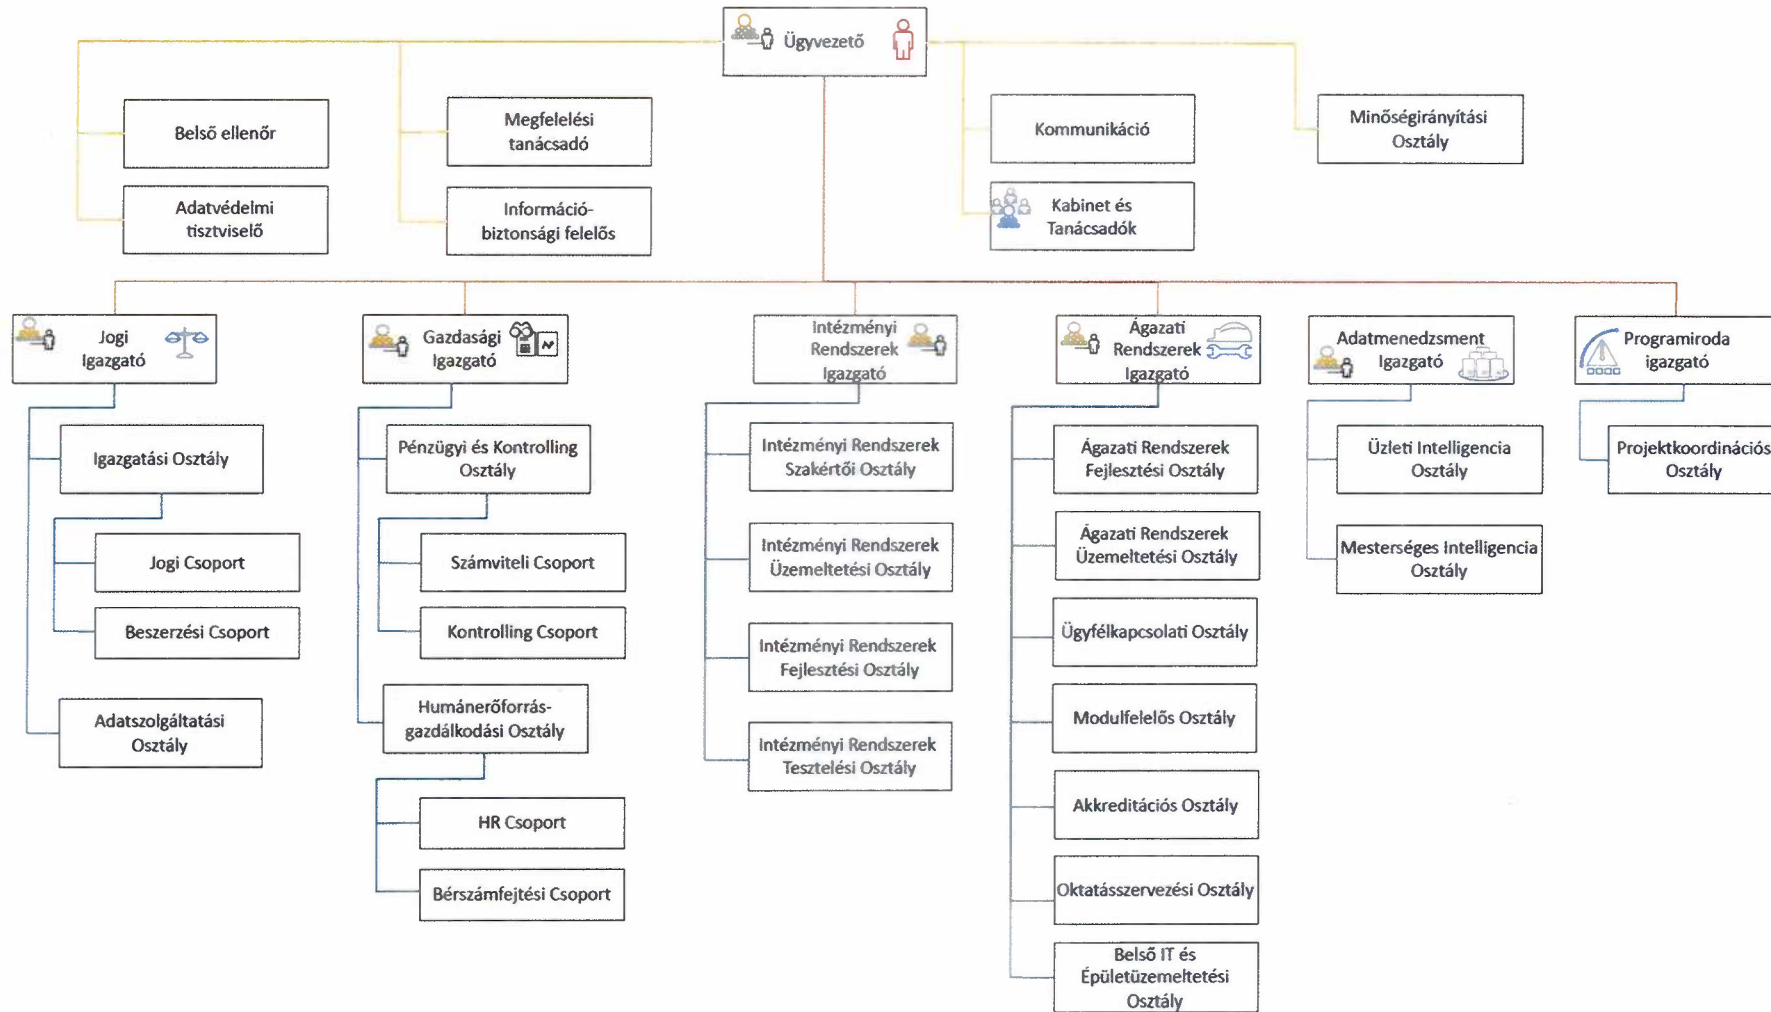 Ügyvezető
Belső ellenőr
Adatvédelmi
tisztviselő
Megfelelési
tanácsadó
Információ-
biztonsági felelős
Kommunikáció
Kabinet és
Tanácsadók
Minőségirányítási
Osztály
Jogi
Igazgató
Igazgatási Osztály
Jogi Csoport
Beszerzési Csoport
Adatszolgáltatási
Osztály
Gazdasági
Igazgató
Pénzügyi és Kontrolling
Osztály
Számviteli Csoport
Kontrolling Csoport
Humánerőforrás-
gazdálkodási Osztály
HR Csoport
Bérszámfejtési Csoport
Intézményi
Rendszerek
Igazgató
Intézményi Rendszerek
Szakértői Osztály
Intézményi Rendszerek
Üzemeltetési Osztály
Intézményi Rendszerek
Fejlesztési Osztály
Intézményi Rendszerek
Tesztelési Osztály
Ágazati
Rendszerek
Igazgató
Ágazati Rendszerek
Fejlesztési Osztály
Ágazati Rendszerek
Üzemeltetési Osztály
Ügyfélkapcsolati Osztály
Modulfelelős Osztály
Akkreditációs Osztály
Oktatásszervezési Osztály
Belső IT és
Épületüzemeltetési
Osztály
Adatmenedzsment
Igazgató
Üzleti Intelligencia
Osztály
Mesterséges Intelligencia
Osztály
Programiroda
igazgató
Projektkoordinációs
Osztály